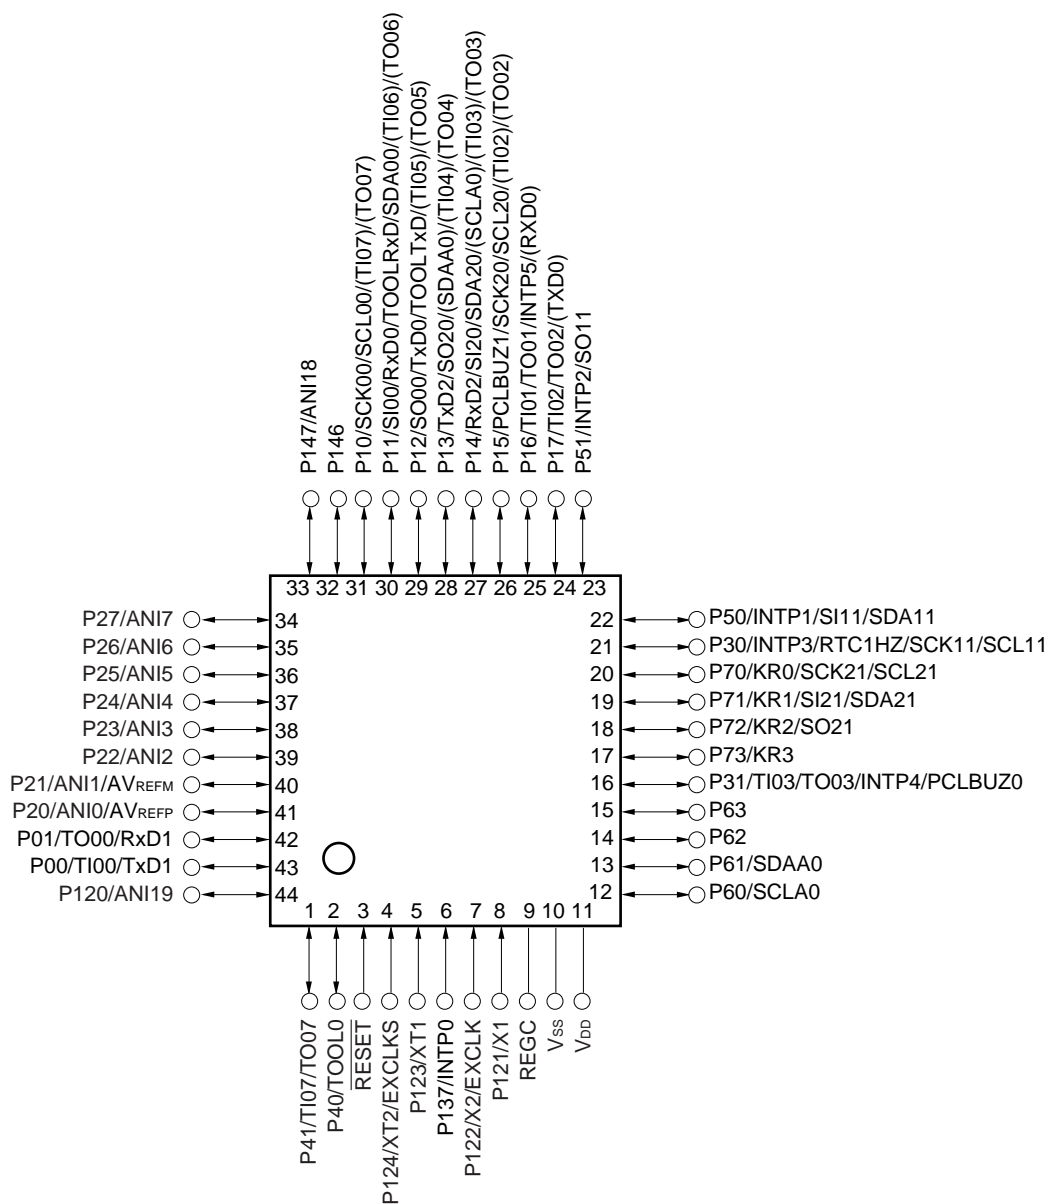 P147/ANI18
P146
P10/SCK00/SCL00/(TI07)/(TO07)
P11/SI00/RxD0/TOOLRxD/SDA00/(TI06)/(TO06)
P12/SO00/TxD0/TOOLTxD/(TI05)/(TO05)
P13/TxD2/SO20/(SDAA0)/(TI04)/(TO04)
P14/RxD2/SI20/SDA20/(SCLA0)/(TI03)/(TO03)
P15/PCLBUZ1/SCK20/SCL20/(TI02)/(TO02)
P16/TI01/TO01/INTP5/(RXD0)
P17/TI02/TO02/(TXD0)
P51/INTP2/SO11
33 32 31 30 29 28 27 26 25 24 23
P27/ANI7 34
P26/ANI6 35
P25/ANI5 36
P24/ANI4 37
P23/ANI3 38
P22/ANI2 39
P21/ANI1/AVREFM 40
P20/ANI0/AVREFP 41
P01/TO00/RxD1 42
P00/TI00/TxD1 43
P120/ANI19 44
22 P50/INTP1/SI11/SDA11
21 P30/INTP3/RTC1HZ/SCK11/SCL11
20 P70/KR0/SCK21/SCL21
19 P71/KR1/SI21/SDA21
18 P72/KR2/SO21
17 P73/KR3
16 P31/TI03/TO03/INTP4/PCLBUZ0
15 P63
14 P62
13 P61/SDAA0
12 P60/SCLA0
1 2 3 4 5 6 7 8 9 10 11
P41/TI07/TO07
P40/TOOL0
RESET
P124/XT2/EXCLKS
P123/XT1
P137/INTP0
P122/X2/EXCLK
P121/X1
REGC
VSS
VDD